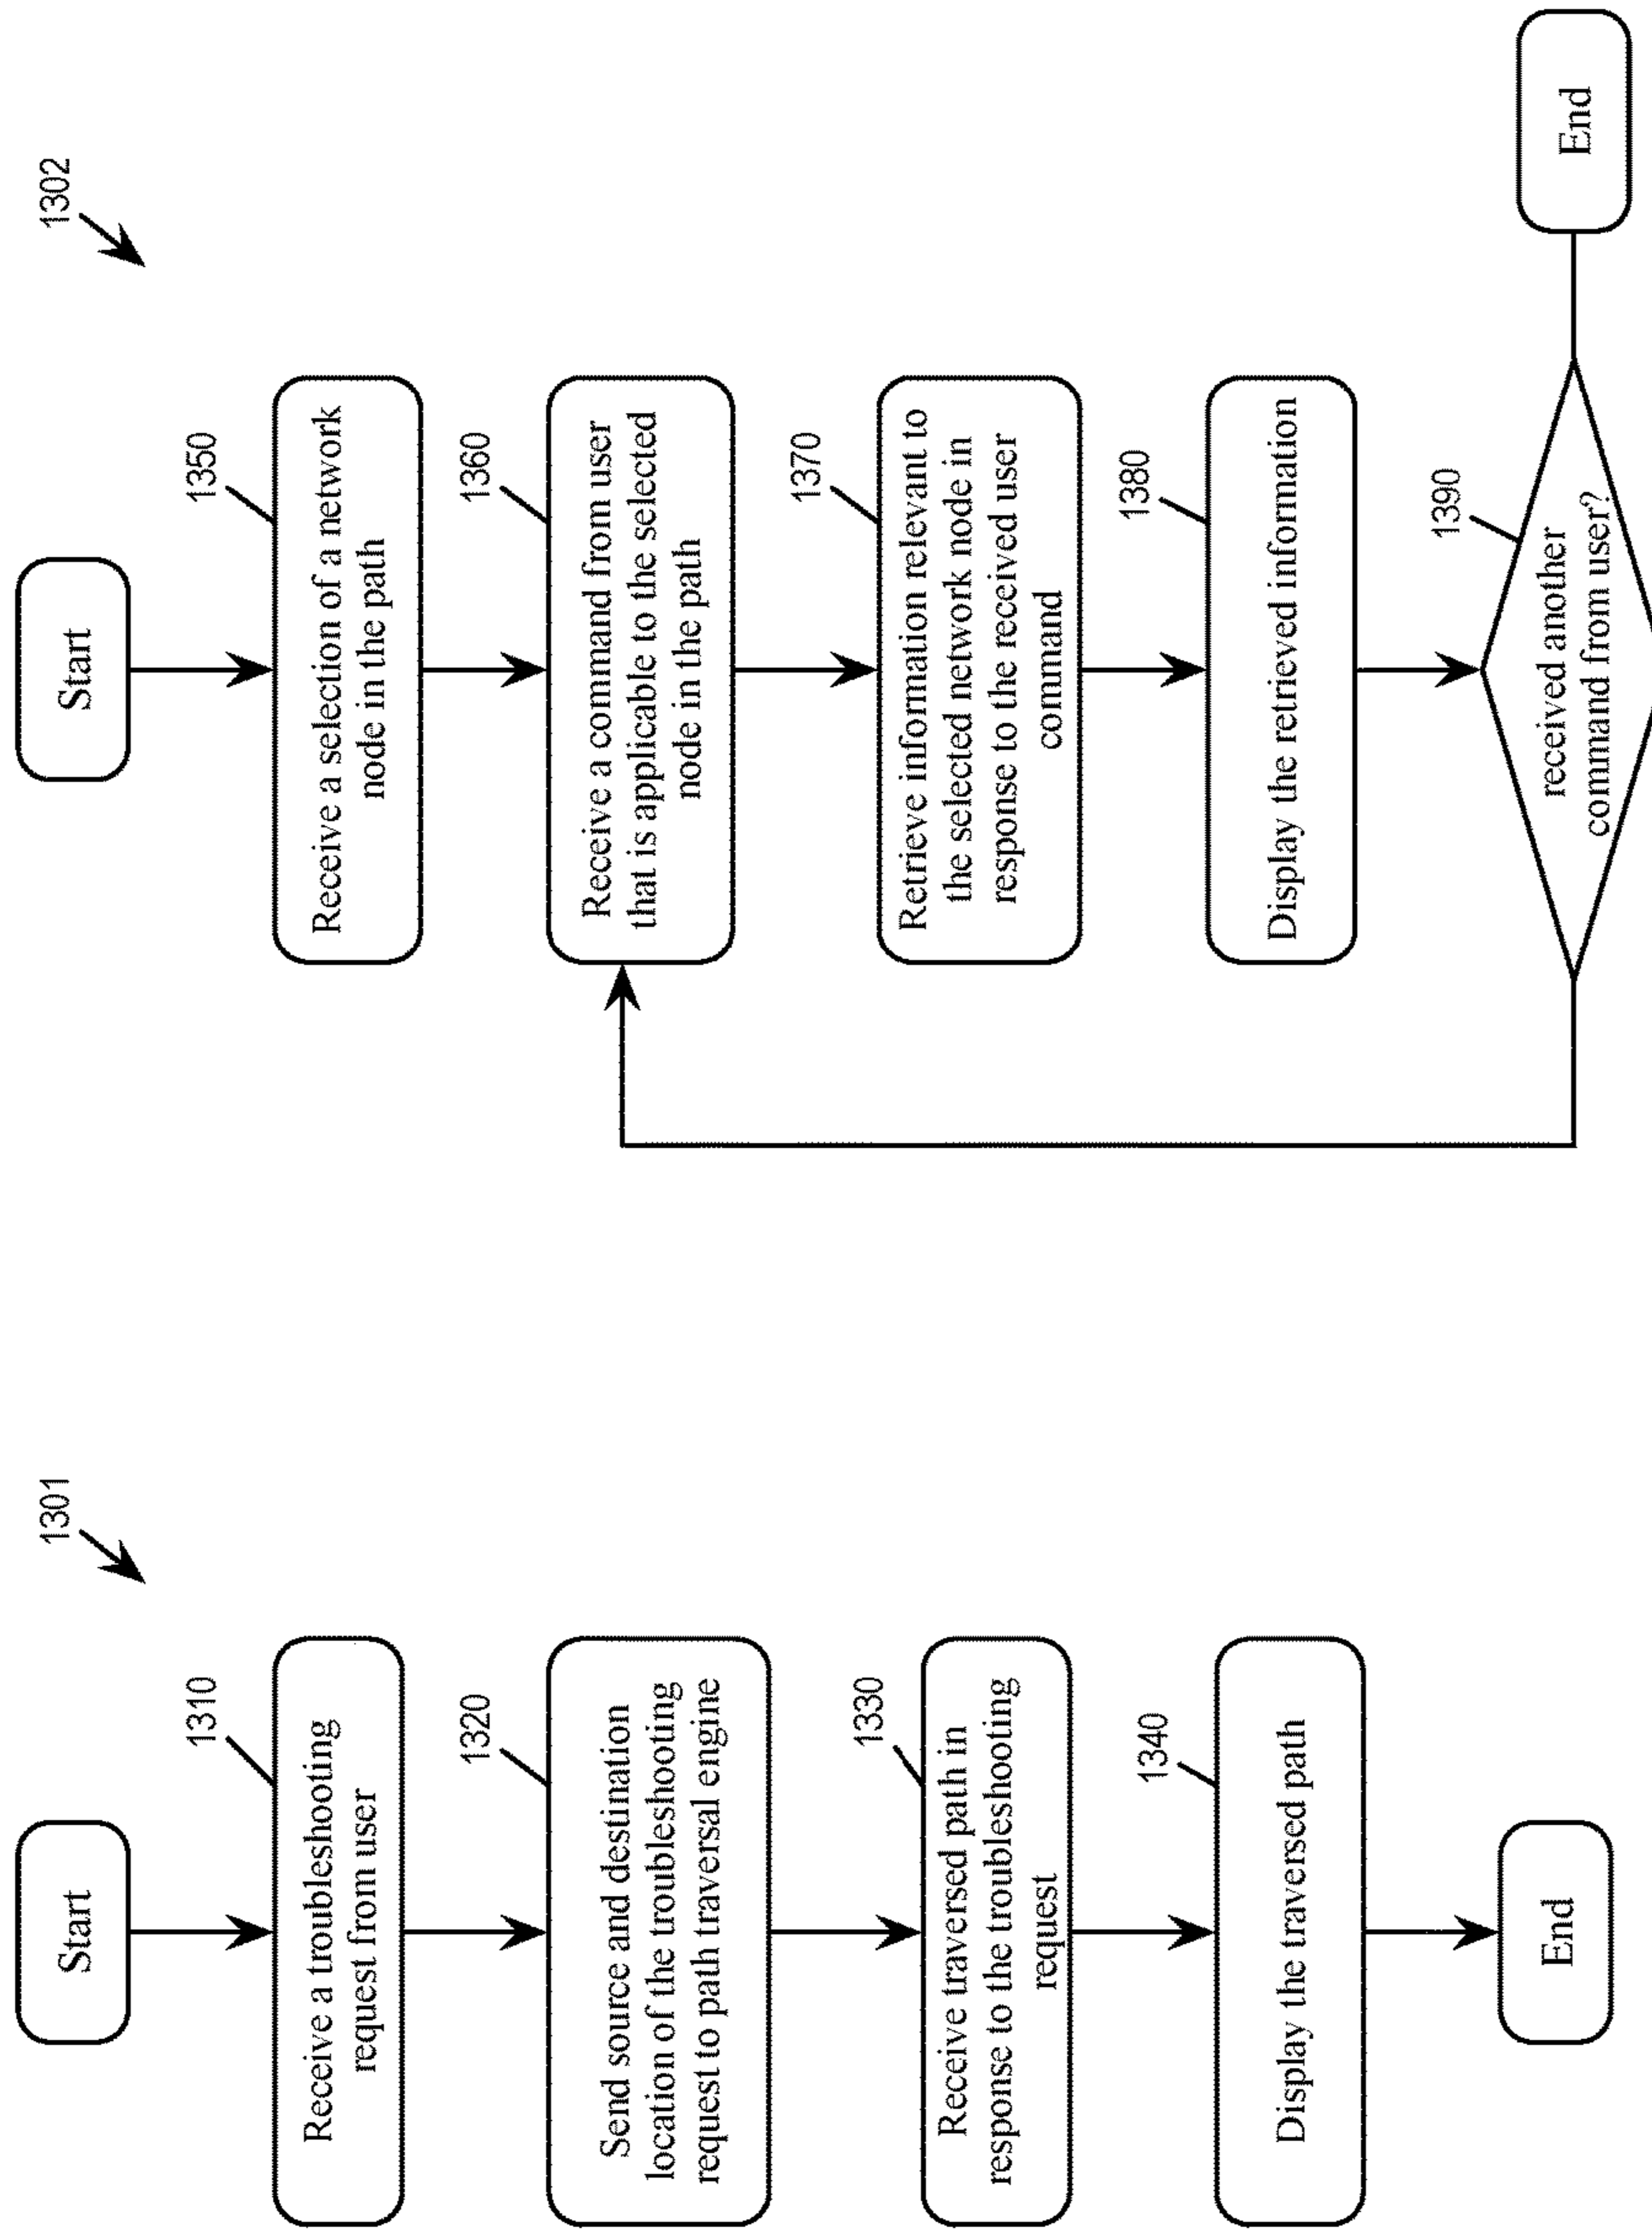 1301
Start
1310
Receive a troubleshooting
request from user
1320
Send source and destination
location of the troubleshooting
request to path traversal engine
1330
Receive traversed path in
response to the troubleshooting
request
1340
Display the traversed path
End
1302
Start
1350
Receive a selection of a network
node in the path
1360
Receive a command from user
that is applicable to the selected
node in the path
1370
Retrieve information relevant to
the selected network node in
response to the received user
command
1380
Display the retrieved information
1390
received another
command from user?
End